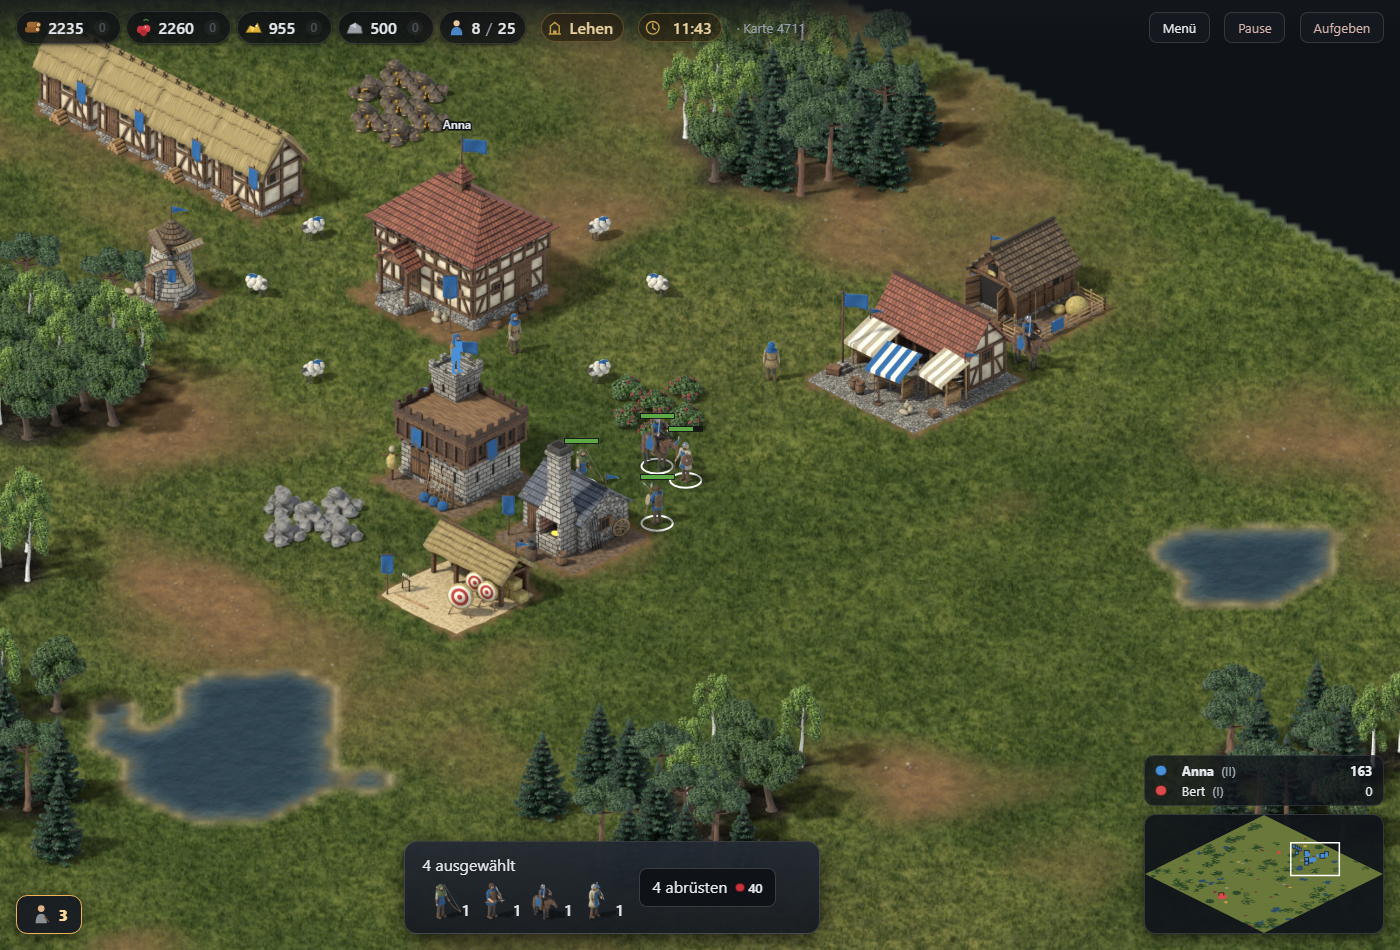 2235 0 2260 0 955 0 500 0 8 / 25 Lehen 11:43 · Karte 4711 Menü Pause Aufgeben
Anna
Anna (II) 163
Bert (I) 0
4 ausgewählt
1 1 1 1
4 abrüsten 40
3